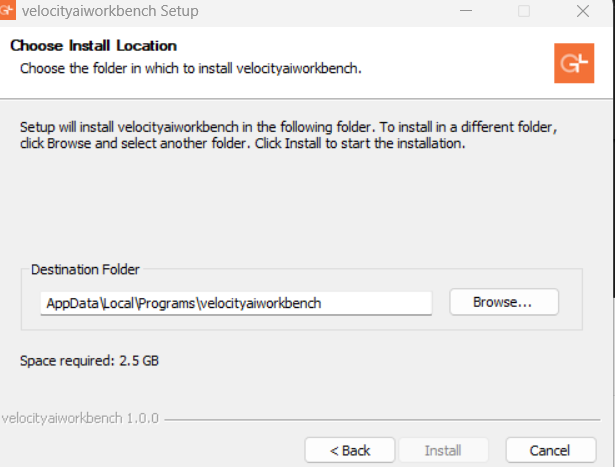 velocityaiworkbench Setup
Choose Install Location
Choose the folder in which to install velocityaiworkbench.
Setup will install velocityaiworkbench in the following folder. To install in a different folder,
click Browse and select another folder. Click Install to start the installation.
Destination Folder
AppData\Local\Programs\velocityaiworkbench
Browse...
Space required: 2.5 GB
velocityaiworkbench 1.0.0
< Back
Install
Cancel